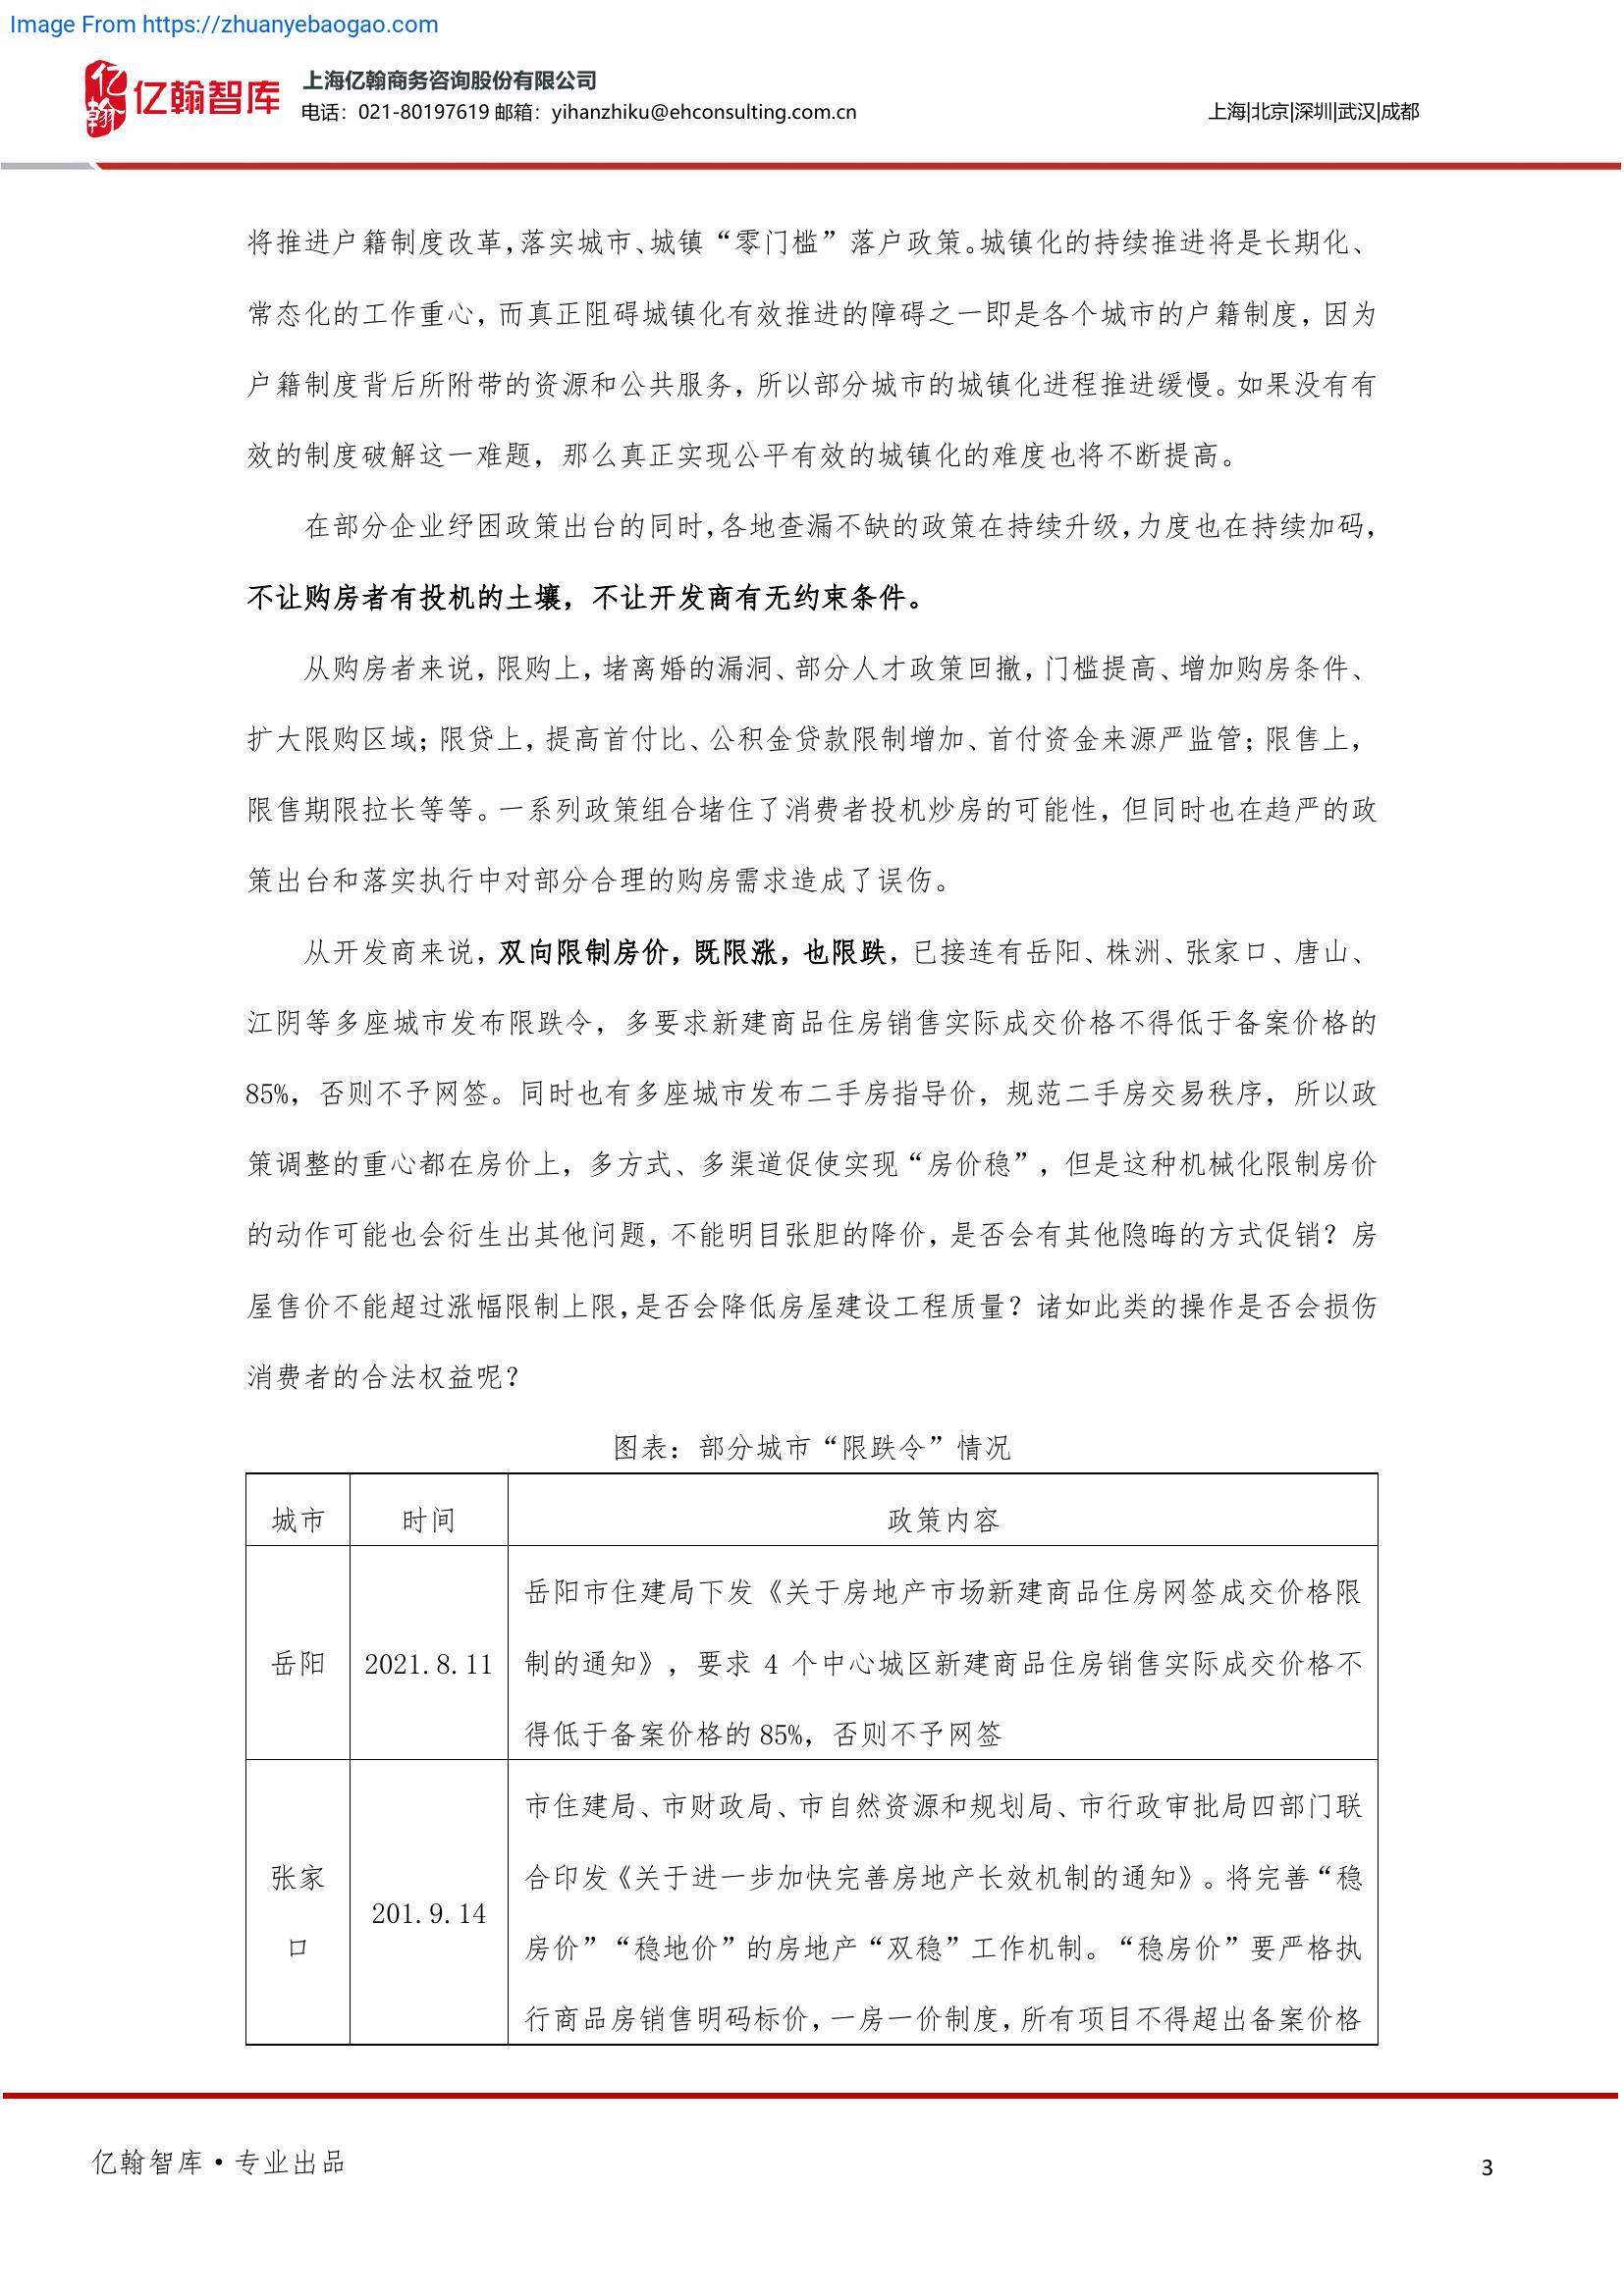 Image From https://zhuanyebaogao.com
亿翰
亿翰智库
上海亿翰商务咨询股份有限公司
电话：021-80197619 邮箱：yihanzhiku@ehconsulting.com.cn
上海|北京|深圳|武汉|成都
将推进户籍制度改革，落实城市、城镇“零门槛”落户政策。城镇化的持续推进将是长期化、
常态化的工作重心，而真正阻碍城镇化有效推进的障碍之一即是各个城市的户籍制度，因为
户籍制度背后所附带的资源和公共服务，所以部分城市的城镇化进程推进缓慢。如果没有有
效的制度破解这一难题，那么真正实现公平有效的城镇化的难度也将不断提高。
在部分企业纾困政策出台的同时，各地查漏不缺的政策在持续升级，力度也在持续加码，
不让购房者有投机的土壤，不让开发商有无约束条件。
从购房者来说，限购上，堵离婚的漏洞、部分人才政策回撤，门槛提高、增加购房条件、
扩大限购区域；限贷上，提高首付比、公积金贷款限制增加、首付资金来源严监管；限售上，
限售期限拉长等等。一系列政策组合堵住了消费者投机炒房的可能性，但同时也在趋严的政
策出台和落实执行中对部分合理的购房需求造成了误伤。
从开发商来说，双向限制房价，既限涨，也限跌，已接连有岳阳、株洲、张家口、唐山、
江阴等多座城市发布限跌令，多要求新建商品住房销售实际成交价格不得低于备案价格的
85%，否则不予网签。同时也有多座城市发布二手房指导价，规范二手房交易秩序，所以政
策调整的重心都在房价上，多方式、多渠道促使实现“房价稳”，但是这种机械化限制房价
的动作可能也会衍生出其他问题，不能明目张胆的降价，是否会有其他隐晦的方式促销？房
屋售价不能超过涨幅限制上限，是否会降低房屋建设工程质量？诸如此类的操作是否会损伤
消费者的合法权益呢？
图表：部分城市“限跌令”情况
城市 时间 政策内容
岳阳市住建局下发《关于房地产市场新建商品住房网签成交价格限
岳阳 2021.8.11 制的通知》，要求 4 个中心城区新建商品住房销售实际成交价格不
得低于备案价格的 85%，否则不予网签
市住建局、市财政局、市自然资源和规划局、市行政审批局四部门联
张家 合印发《关于进一步加快完善房地产长效机制的通知》。将完善“稳
201.9.14
口 房价”“稳地价”的房地产“双稳”工作机制。“稳房价”要严格执
行商品房销售明码标价，一房一价制度，所有项目不得超出备案价格
亿翰智库·专业出品
3